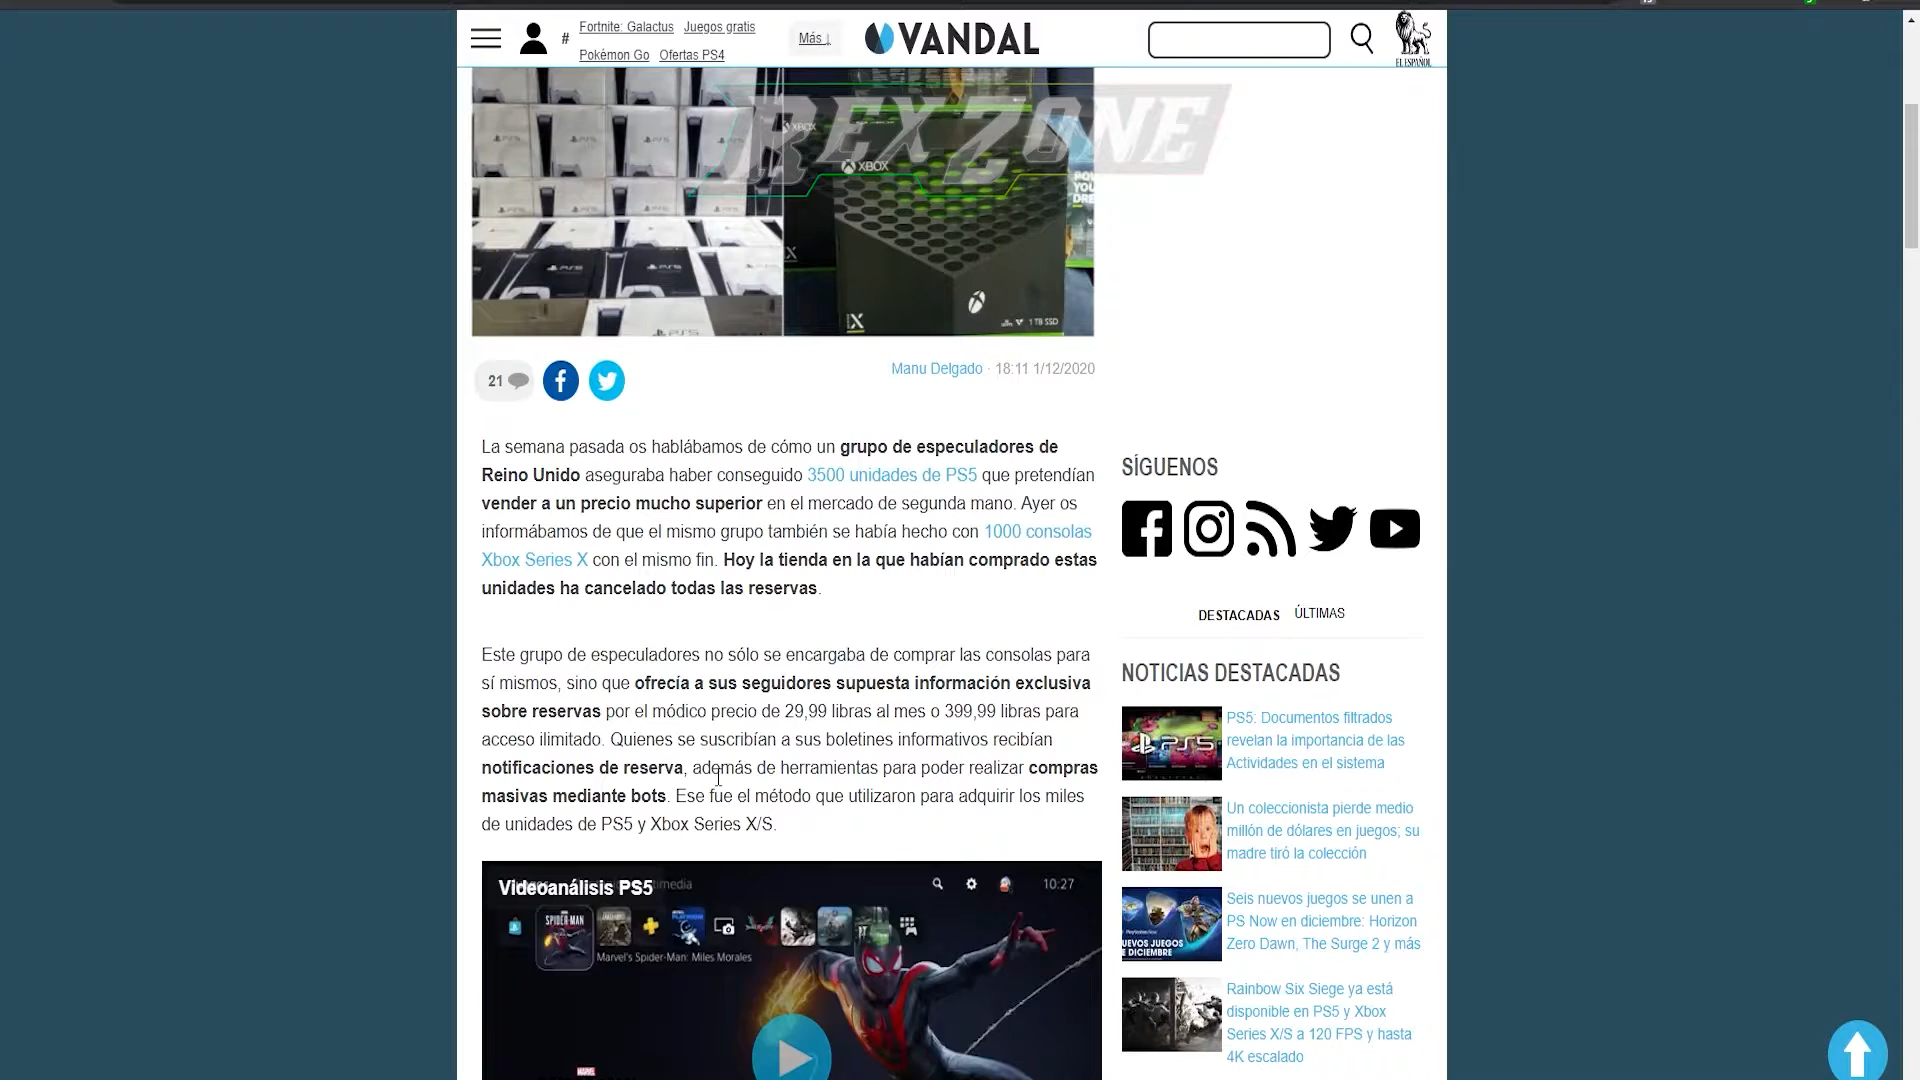 # Fortnite: Galactus Juegos gratis
Pokémon Go Ofertas PS4
Más ↓
VANDAL
EL ESPAÑOL
REX ZONE
XBOX
XBOX
X
1 TB SSD
PS5
21
Manu Delgado · 18:11 1/12/2020
La semana pasada os hablábamos de cómo un grupo de especuladores de
Reino Unido aseguraba haber conseguido 3500 unidades de PS5 que pretendían
vender a un precio mucho superior en el mercado de segunda mano. Ayer os
informábamos de que el mismo grupo también se había hecho con 1000 consolas
Xbox Series X con el mismo fin. Hoy la tienda en la que habían comprado estas
unidades ha cancelado todas las reservas.
Este grupo de especuladores no sólo se encargaba de comprar las consolas para
sí mismos, sino que ofrecía a sus seguidores supuesta información exclusiva
sobre reservas por el módico precio de 29,99 libras al mes o 399,99 libras para
acceso ilimitado. Quienes se suscribían a sus boletines informativos recibían
notificaciones de reserva, además de herramientas para poder realizar compras
masivas mediante bots. Ese fue el método que utilizaron para adquirir los miles
de unidades de PS5 y Xbox Series X/S.
Videoanálisis PS5
10:27
SPIDER-MAN
Marvel's Spider-Man: Miles Morales
MARVEL
SÍGUENOS
DESTACADAS ÚLTIMAS
NOTICIAS DESTACADAS
PS5
PS5: Documentos filtrados
revelan la importancia de las
Actividades en el sistema
Un coleccionista pierde medio
millón de dólares en juegos; su
madre tiró la colección
UEVOS JUEGOS
E DICIEMBRE
Seis nuevos juegos se unen a
PS Now en diciembre: Horizon
Zero Dawn, The Surge 2 y más
Rainbow Six Siege ya está
disponible en PS5 y Xbox
Series X/S a 120 FPS y hasta
4K escalado